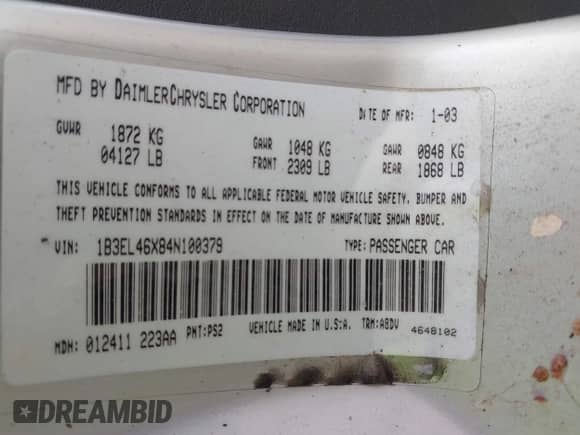 MFD BY DAIMLERCHRYSLER CORPORATION DATE OF MFR: 1-03
GVWR 1872 KG GAWR 1048 KG GAWR 0848 KG
04127 LB FRONT 2309 LB REAR 1868 LB
THIS VEHICLE CONFORMS TO ALL APPLICABLE FEDERAL MOTOR VEHICLE SAFETY, BUMPER AND
THEFT PREVENTION STANDARDS IN EFFECT ON THE DATE OF MANUFACTURE SHOWN ABOVE.
VIN: 1B3EL46X84N100379 TYPE: PASSENGER CAR
MDH: 012411 223AA PNT:PS2 VEHICLE MADE IN U.S.A. TRM:ABDV 4648102
DREAMBID